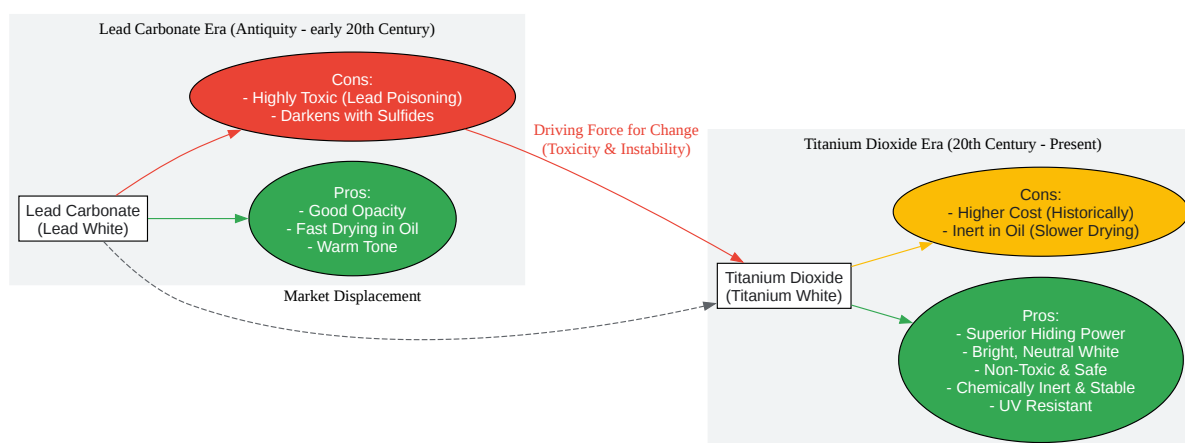 Lead Carbonate Era (Antiquity - early 20th Century)
Cons:
- Highly Toxic (Lead Poisoning)
- Darkens with Sulfides
Pros:
- Good Opacity
- Fast Drying in Oil
- Warm Tone
Lead Carbonate
(Lead White)
Market Displacement
Driving Force for Change
(Toxicity & Instability)
Titanium Dioxide Era (20th Century - Present)
Cons:
- Higher Cost (Historically)
- Inert in Oil (Slower Drying)
Titanium Dioxide
(Titanium White)
Pros:
- Superior Hiding Power
- Bright, Neutral White
- Non-Toxic & Safe
- Chemically Inert & Stable
- UV Resistant